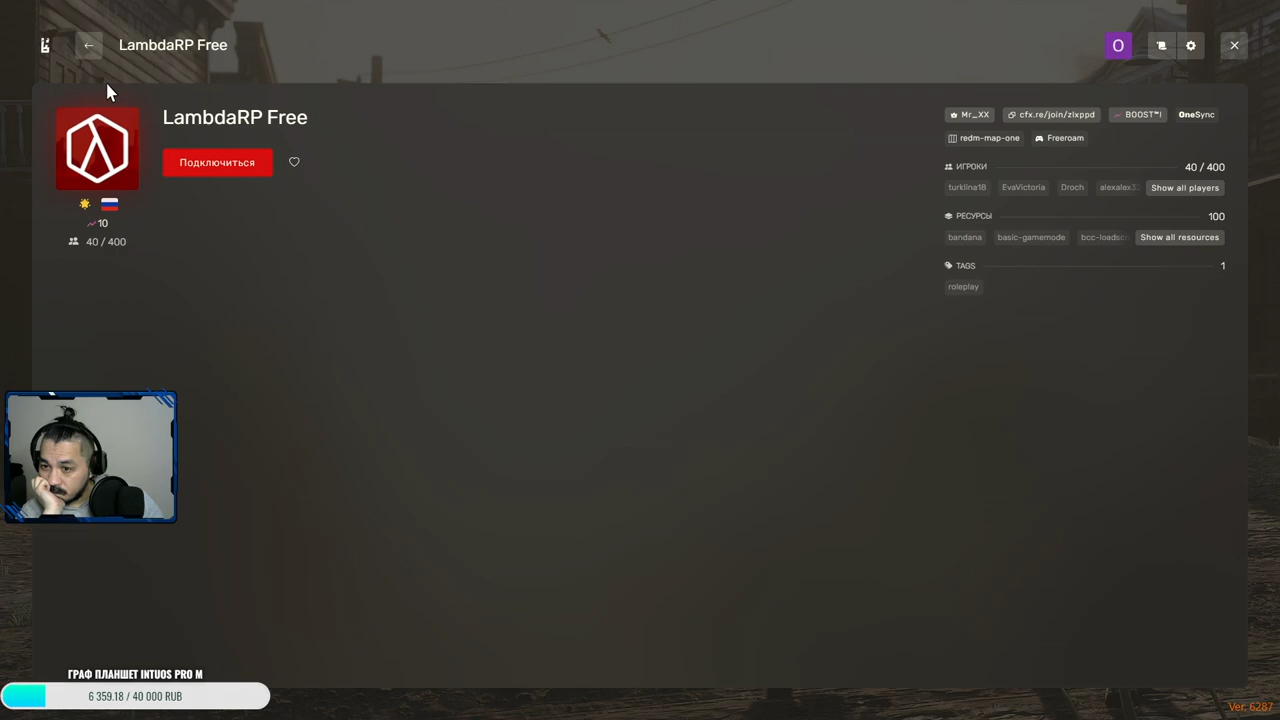 LambdaRP Free
O
LambdaRP Free
Подключиться
10
40 / 400
Mr_XX
cfx.re/join/zlxppd
BOOST™!
OneSync
redm-map-one
Freeroam
ИГРОКИ
40 / 400
turklina18
EvaVictoria
Droch
Show all players
РЕСУРСЫ
100
bandana
basic-gamemode
Show all resources
TAGS
1
roleplay
ГРАФ ПЛАНШЕТ INTUOS PRO M
6 359.18 / 40 000 RUB
Ver. 6287